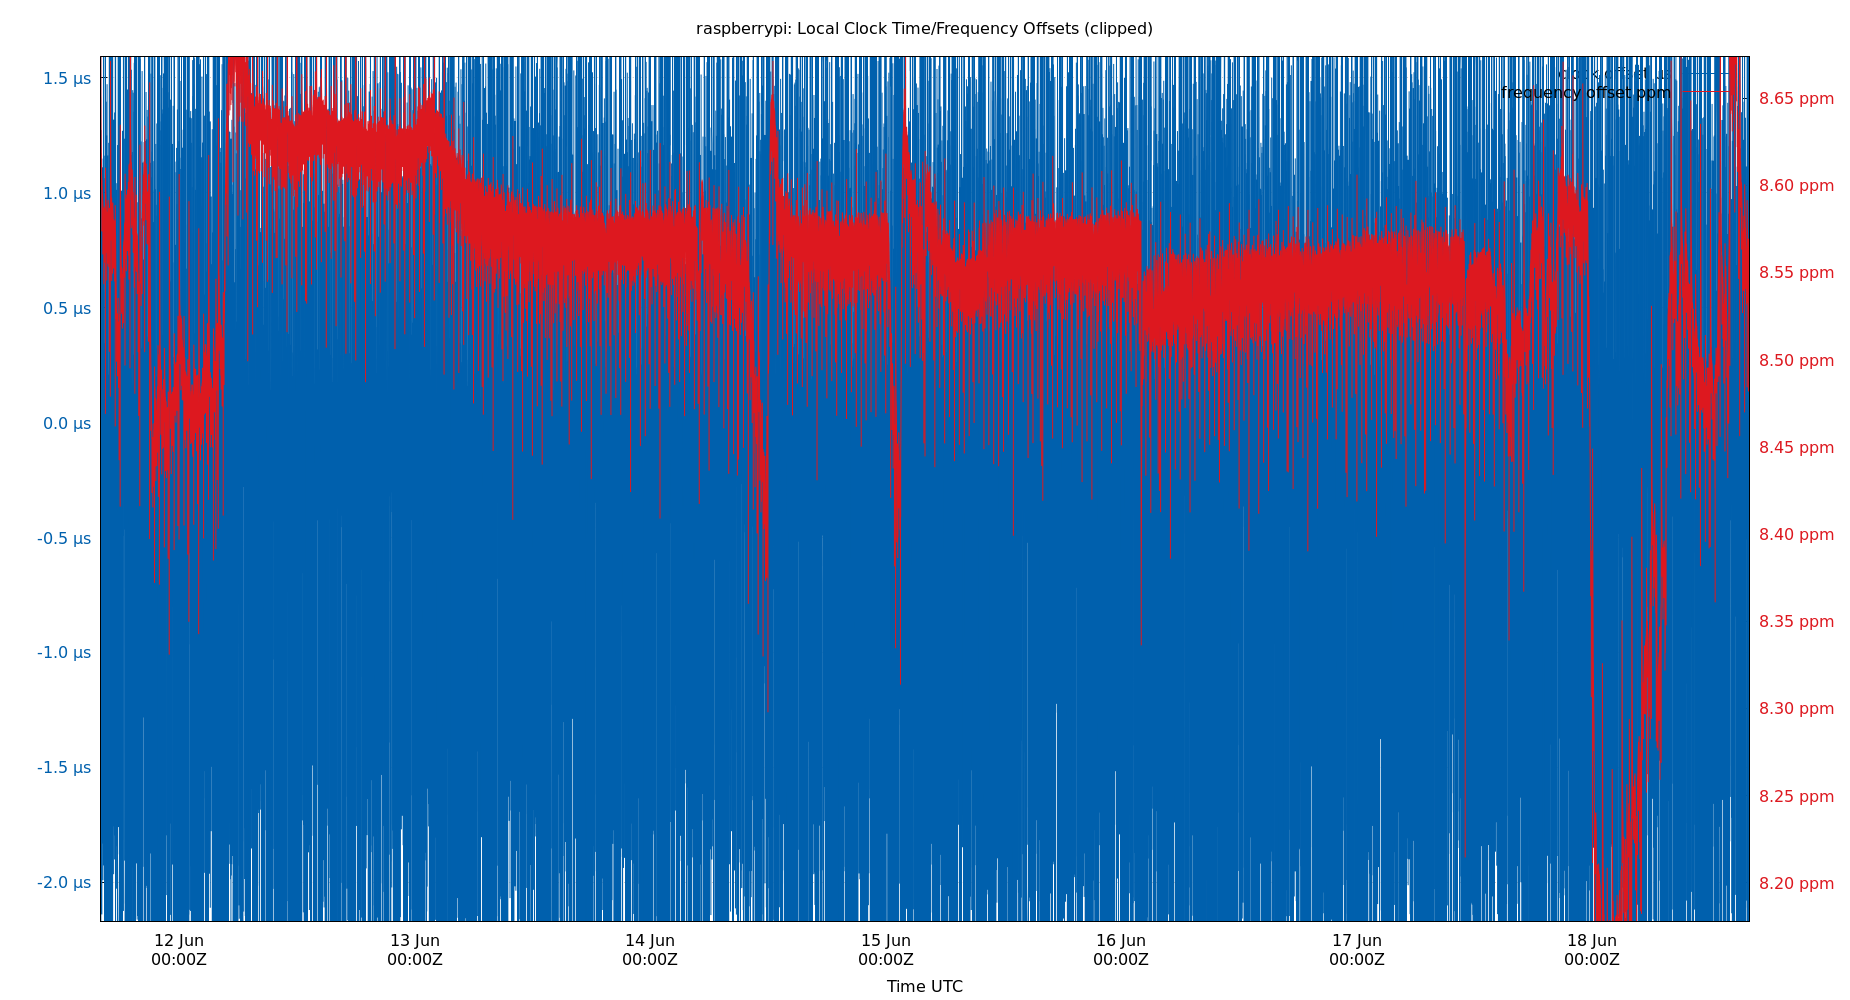 raspberrypi: Local Clock Time/Frequency Offsets (clipped)
1.5 µs
1.0 µs
0.5 µs
0.0 µs
-0.5 µs
-1.0 µs
-1.5 µs
-2.0 µs
clock offset µs
frequency offset ppm
8.65 ppm
8.60 ppm
8.55 ppm
8.50 ppm
8.45 ppm
8.40 ppm
8.35 ppm
8.30 ppm
8.25 ppm
8.20 ppm
12 Jun 13 Jun 14 Jun 15 Jun 16 Jun 17 Jun 18 Jun
00:00Z 00:00Z 00:00Z 00:00Z 00:00Z 00:00Z 00:00Z
Time UTC